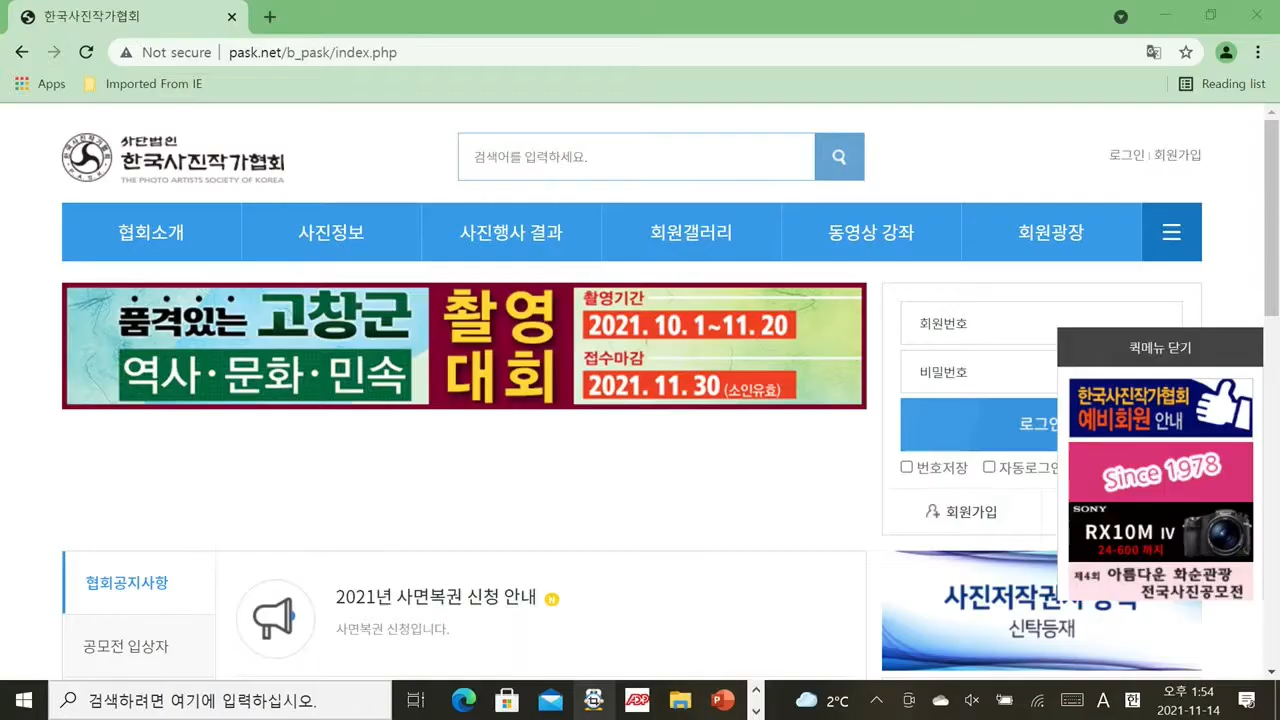 한국사진작가협회
Not secure
pask.net/b_pask/index.php
Apps
Imported From IE
Reading list
사단법인
한국사진작가협회
THE PHOTO ARTISTS SOCIETY OF KOREA
검색어를 입력하세요.
로그인 | 회원가입
협회소개
사진정보
사진행사 결과
회원갤러리
동영상 강좌
회원광장
품격있는 고창군
역사·문화·민속
촬영
대회
촬영기간
2021. 10. 1~11. 20
접수마감
2021. 11. 30 (소인유효)
회원번호
비밀번호
번호저장
회원가입
퀵메뉴 닫기
한국사진작가협회
예비회원 안내
Since 1978
SONY
RX10M IV
24-600 까지
제4회 아름다운 화순관광
전국사진공모전
협회공지사항
공모전 입상자
2021년 사면복권 신청 안내 N
사면복권 신청입니다.
신탁등재
검색하려면 여기에 입력하십시오.
2°C
A
한
오후 1:54
2021-11-14